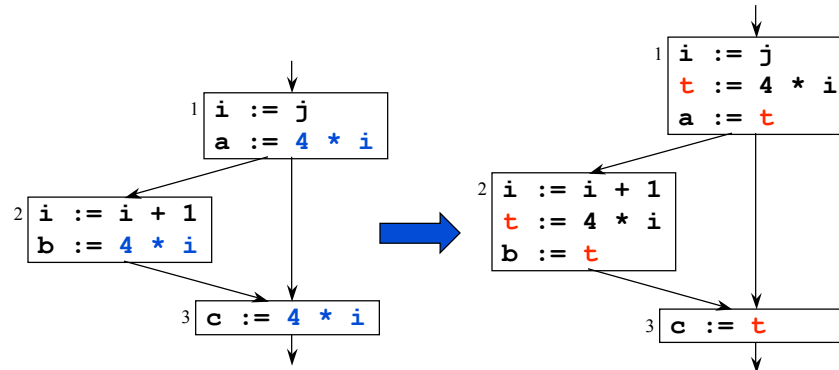 1
i := j
a := 4 * i
2
i := i + 1
b := 4 * i
3
c := 4 * i
1
i := j
t := 4 * i
a := t
2
i := i + 1
t := 4 * i
b := t
3
c := t